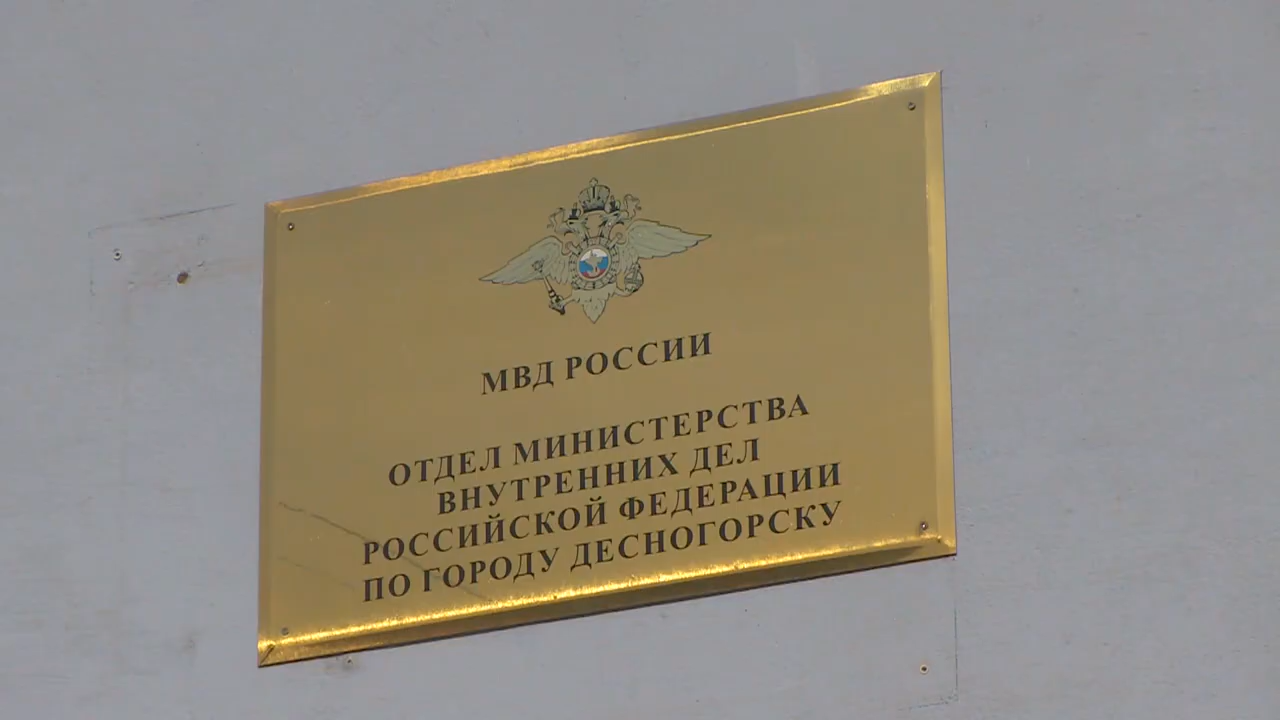 МВД РОССИИ
ОТДЕЛ МИНИСТЕРСТВА
ВНУТРЕННИХ ДЕЛ
РОССИЙСКОЙ ФЕДЕРАЦИИ
ПО ГОРОДУ ДЕСНОГОРСКУ